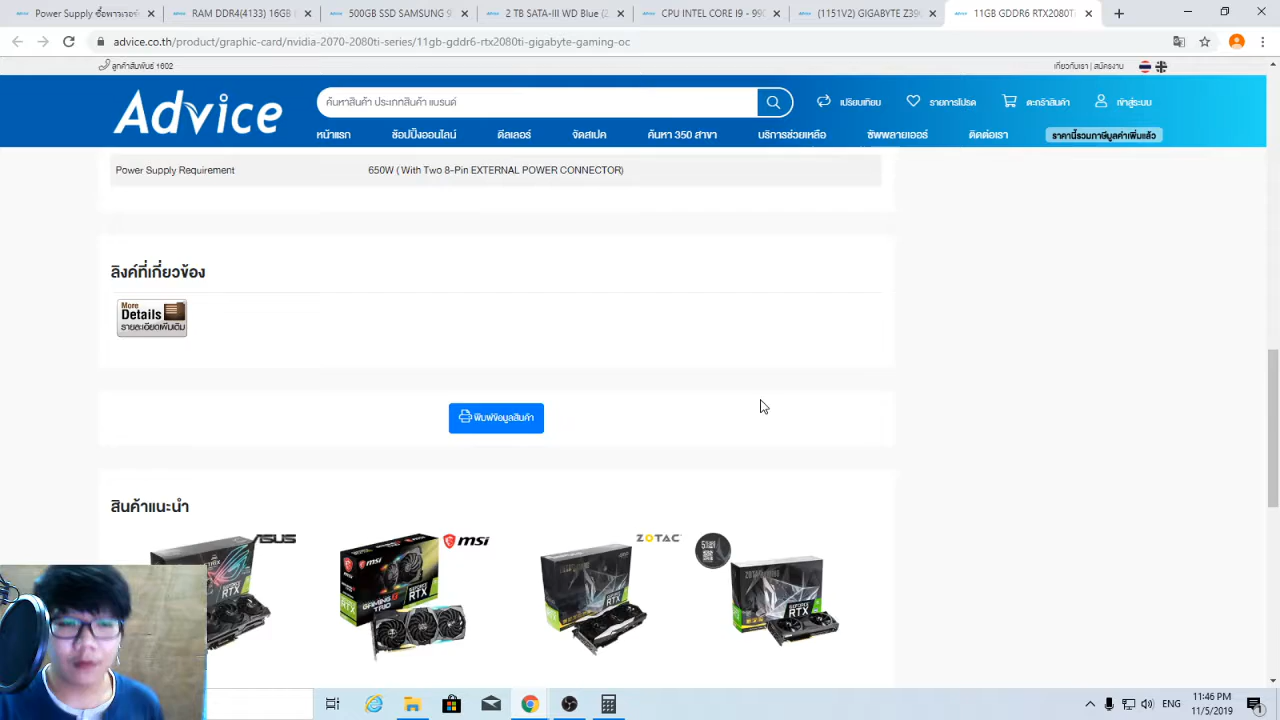 Power Supply ซื้อพาวเวอ
RAM DDR4(4133) 16GB (
500GB SSD SAMSUNG 9
2 TB SATA-III WD Blue (2
CPU INTEL CORE I9 - 990
(1151V2) GIGABYTE Z390
11GB GDDR6 RTX2080Ti
advice.co.th/product/graphic-card/nvidia-2070-2080ti-series/11gb-gddr6-rtx2080ti-gigabyte-gaming-oc
ลูกค้าสัมพันธ์ 1602
เกี่ยวกับเรา | สมัครงาน
Advice
ค้นหาสินค้า ประเภทสินค้า แบรนด์
เปรียบเทียบ
รายการโปรด
ตะกร้าสินค้า
เข้าสู่ระบบ
หน้าแรก
ช้อปปิ้งออนไลน์
ดีลเลอร์
จัดสเปค
ค้นหา 350 สาขา
บริการช่วยเหลือ
ซัพพลายเออร์
ติดต่อเรา
ราคานี้รวมภาษีมูลค่าเพิ่มแล้ว
Power Supply Requirement
650W ( With Two 8-Pin EXTERNAL POWER CONNECTOR)
ลิงค์ที่เกี่ยวข้อง
More
Details
รายละเอียดเพิ่มเติม
พิมพ์ข้อมูลสินค้า
สินค้าแนะนำ
ASUS
msi
ZOTAC
RTX
GAMING
TRIO
RTX
RTX
RTX
ENG
11:46 PM
11/5/2019